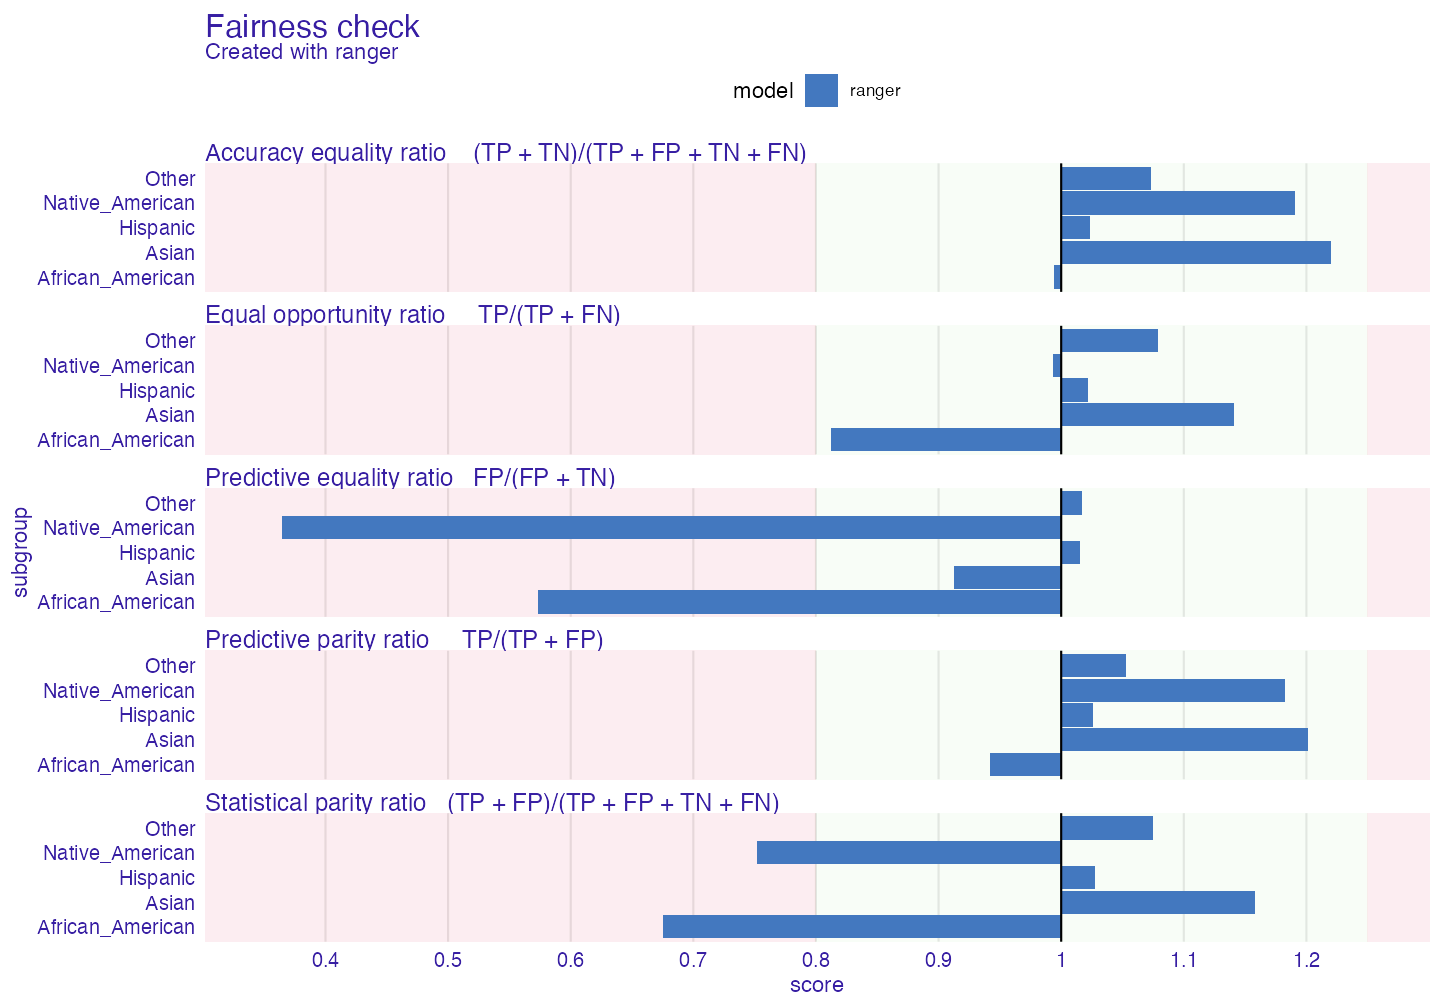 Fairness check
Created with ranger
model ranger
Accuracy equality ratio (TP + TN)/(TP + FP + TN + FN)
Other
Native_American
Hispanic
Asian
African_American
Equal opportunity ratio TP/(TP + FN)
Other
Native_American
Hispanic
Asian
African_American
Predictive equality ratio FP/(FP + TN)
Other
Native_American
Hispanic
Asian
African_American
Predictive parity ratio TP/(TP + FP)
Other
Native_American
Hispanic
Asian
African_American
Statistical parity ratio (TP + FP)/(TP + FP + TN + FN)
Other
Native_American
Hispanic
Asian
African_American
subgroup
0.4 0.5 0.6 0.7 0.8 0.9 1 1.1 1.2
score